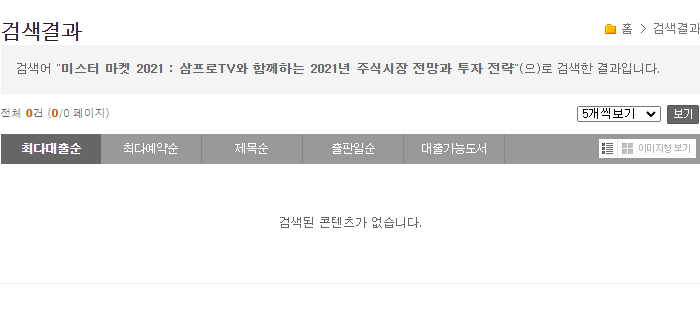 검색결과
홈 > 검색결과
검색어 "미스터 마켓 2021 : 삼프로TV와 함께하는 2021년 주식시장 전망과 투자 전략"(으)로 검색한 결과입니다.
전체 0건 (0/0 페이지)
5개씩보기 보기
최다대출순 최다예약순 제목순 출판일순 대출가능도서 이미지형 보기
검색된 콘텐츠가 없습니다.